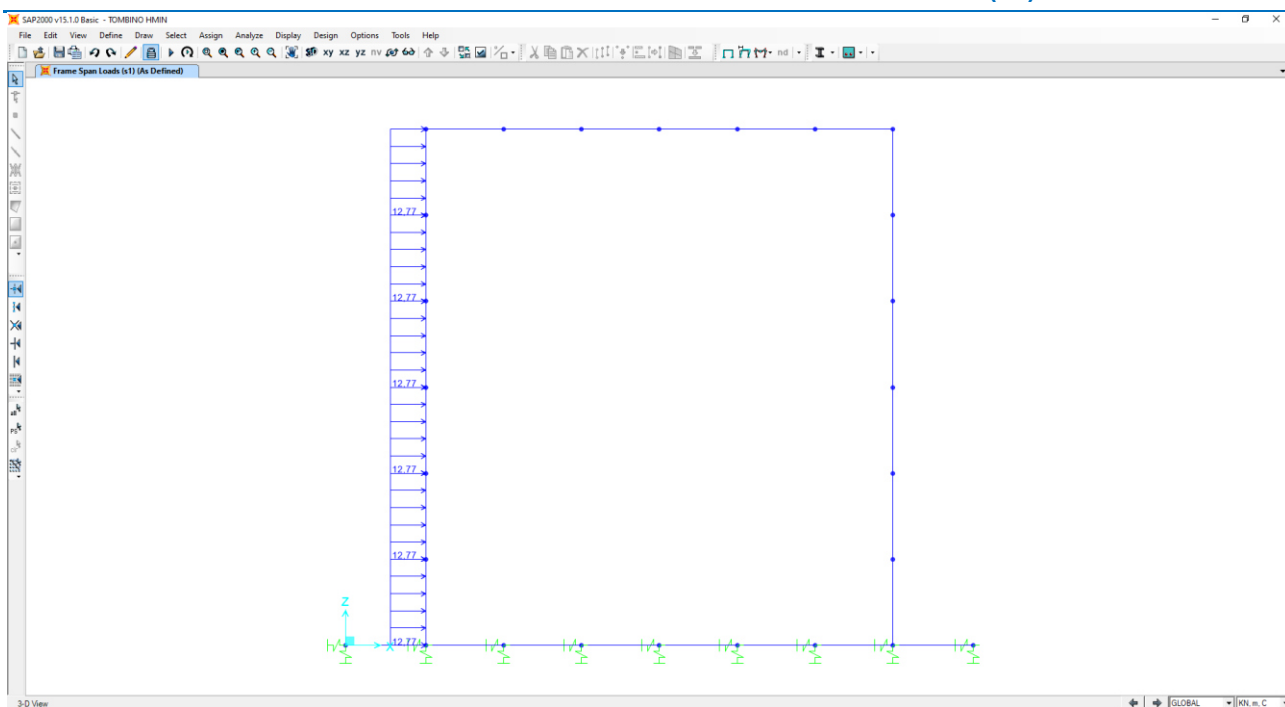 SAP2000 v15.1.0 Basic - TOMBINO HMIN
File Edit View Define Draw Select Assign Analyze Display Design Options Tools Help
xy xz yz nv nd
Frame Span Loads (s1) (As Defined)
12.77
12.77
12.77
12.77
12.77
12.77
Z
X
3-D View
GLOBAL
KN, m, C